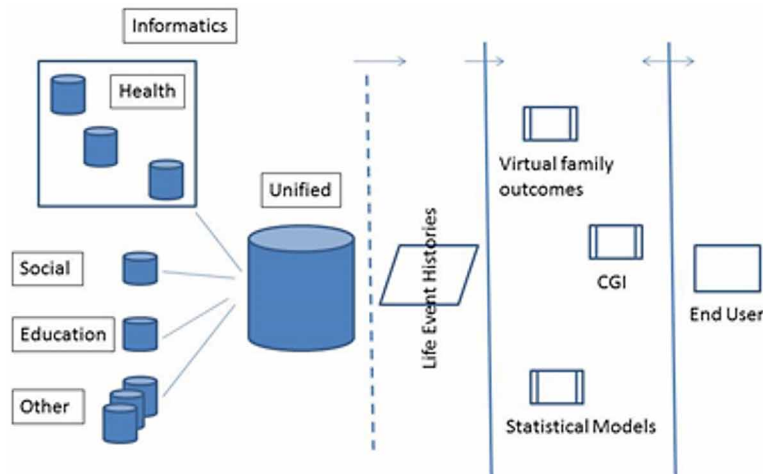 Informatics
Health
Unified
Social
Education
Other
Life Event Histories
Virtual family
outcomes
CGI
End User
Statistical Models